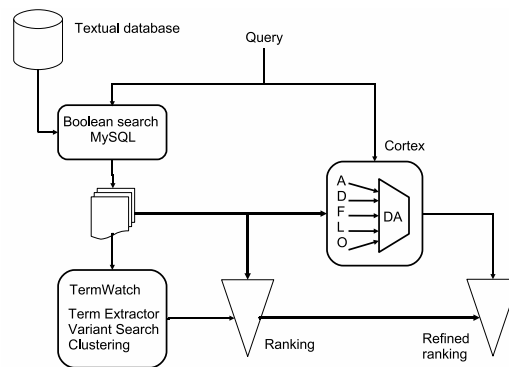 Textual database
Query
Boolean search
MySQL
Cortex
A
D
F
L
O
DA
TermWatch
Term Extractor
Variant Search
Clustering
Ranking
Refined
ranking